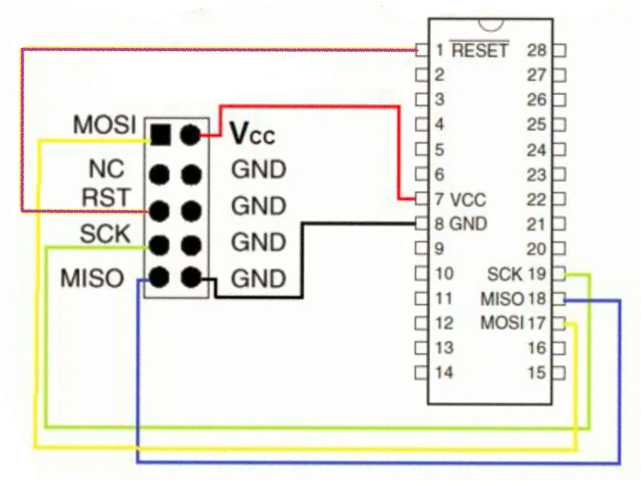 MOSI
Vcc
NC
GND
RST
GND
SCK
GND
MISO
GND
1 RESET 28
2 27
3 26
4 25
5 24
6 23
7 VCC 22
8 GND 21
9 20
10 SCK 19
11 MISO 18
12 MOSI 17
13 16
14 15